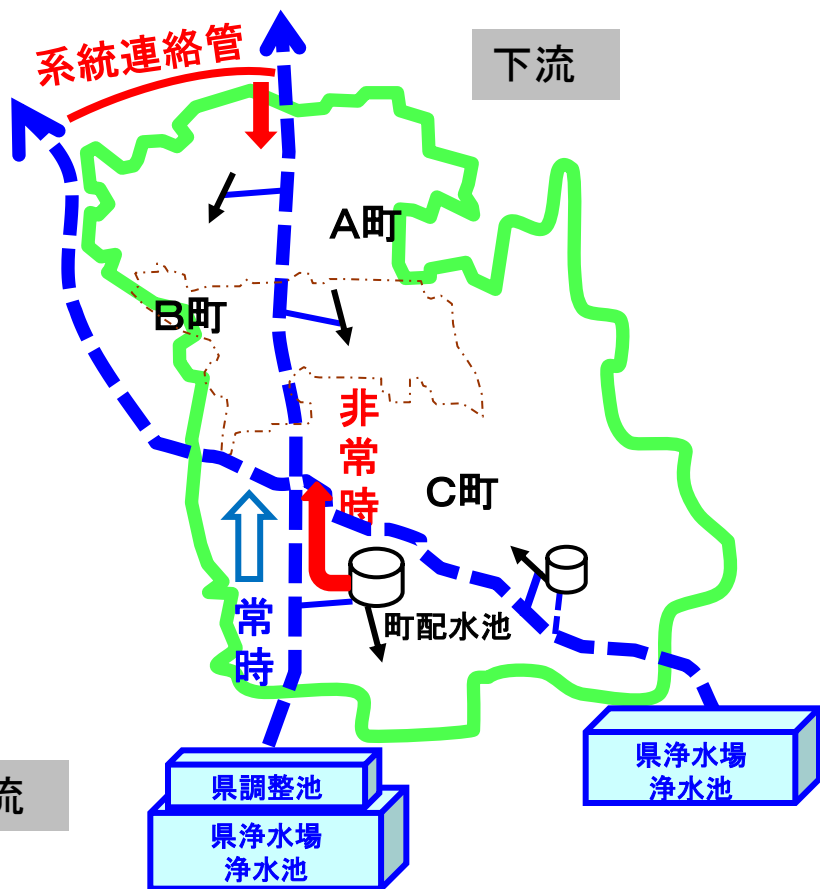 系統連絡管
下流
A町
B町
非常時
C町
町配水池
常時
県浄水場
浄水池
県調整池
県浄水場
浄水池
流